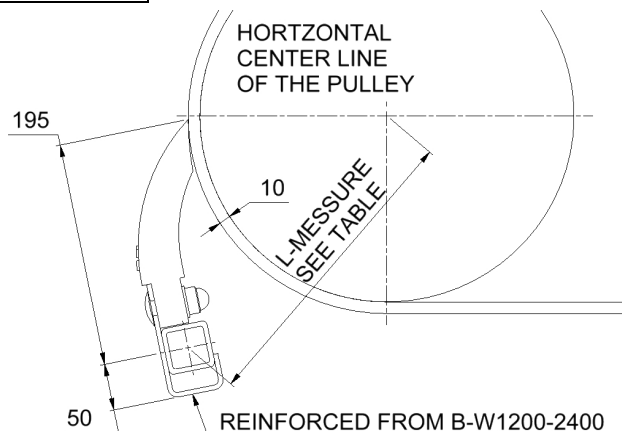 HORTZONTAL
CENTER LINE
OF THE PULLEY
195
10
L-MESSURE
SEE TABLE
50
REINFORCED FROM B-W1200-2400